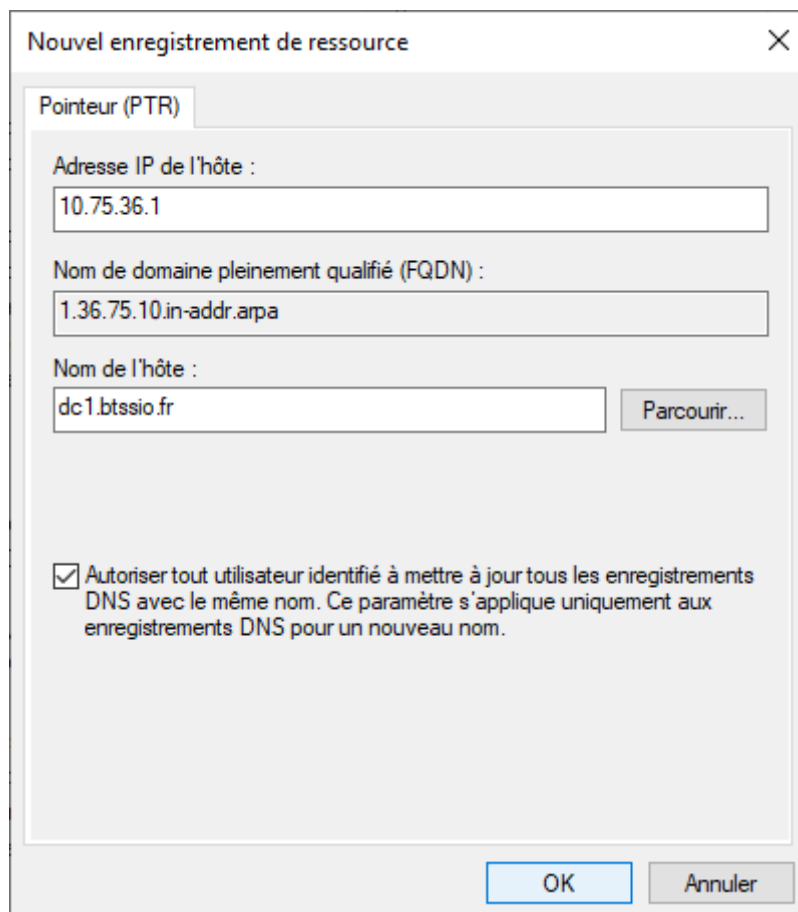 Nouvel enregistrement de ressource
Pointeur (PTR)
Adresse IP de l'hôte :
10.75.36.1
Nom de domaine pleinement qualifié (FQDN) :
1.36.75.10.in-addr.arpa
Nom de l'hôte :
dc1.btssio.fr
Parcourir...
Autoriser tout utilisateur identifié à mettre à jour tous les enregistrements
DNS avec le même nom. Ce paramètre s'applique uniquement aux
enregistrements DNS pour un nouveau nom.
OK
Annuler